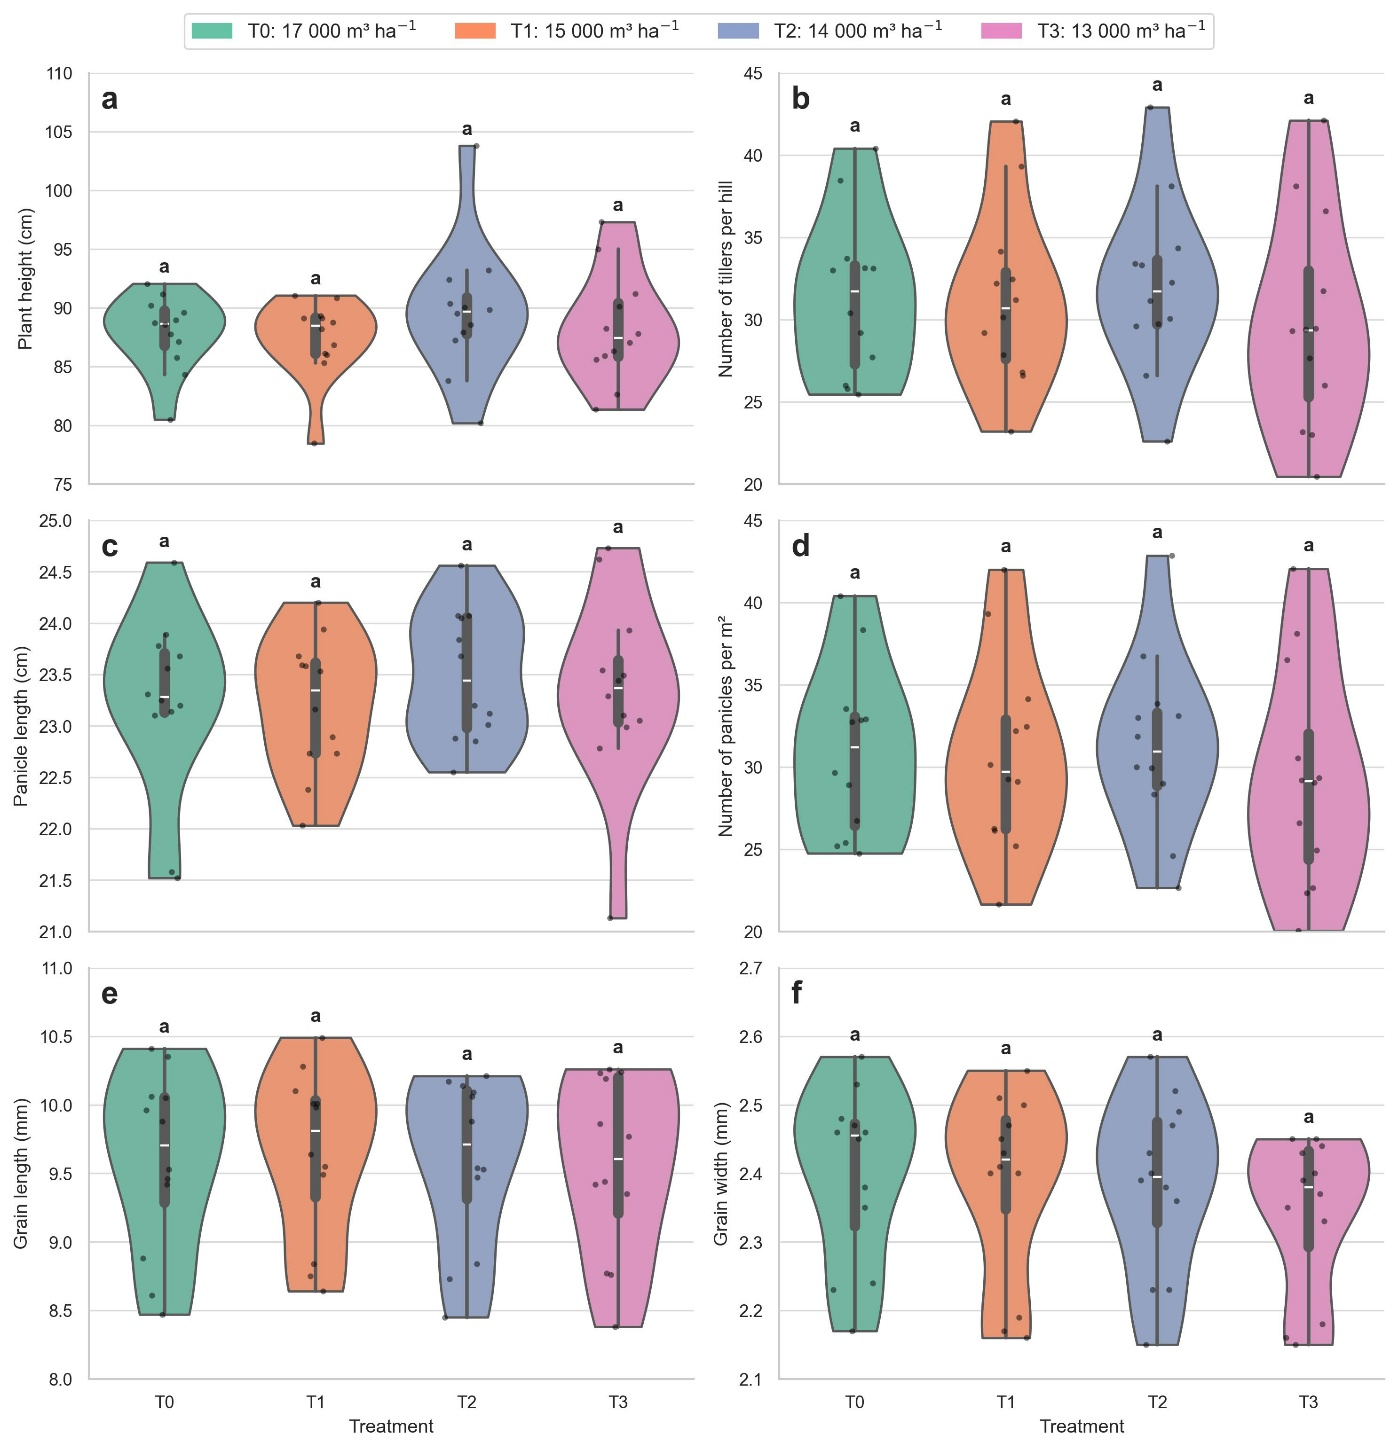 T0: 17 000 m³ ha⁻¹ T1: 15 000 m³ ha⁻¹ T2: 14 000 m³ ha⁻¹ T3: 13 000 m³ ha⁻¹
a
Plant height (cm)
110
105
100
95
90
85
80
75
a
a
a
a
b
Number of tillers per hill
45
40
35
30
25
20
a
a
a
a
c
Panicle length (cm)
25.0
24.5
24.0
23.5
23.0
22.5
22.0
21.5
21.0
a
a
a
a
d
Number of panicles per m²
45
40
35
30
25
20
a
a
a
a
e
Grain length (mm)
11.0
10.5
10.0
9.5
9.0
8.5
8.0
a
a
a
a
T0 T1 T2 T3
Treatment
f
Grain width (mm)
2.7
2.6
2.5
2.4
2.3
2.2
2.1
a
a
a
a
T0 T1 T2 T3
Treatment